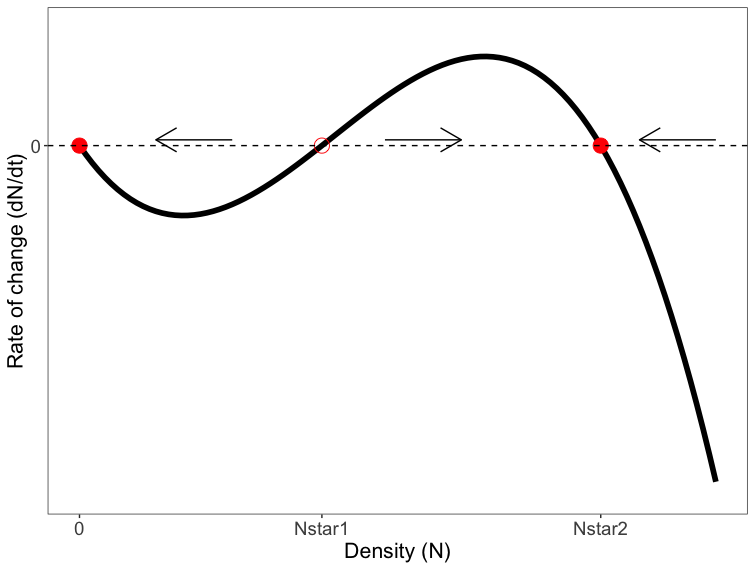 Rate of change (dN/dt)
0
0 Nstar1 Nstar2
Density (N)